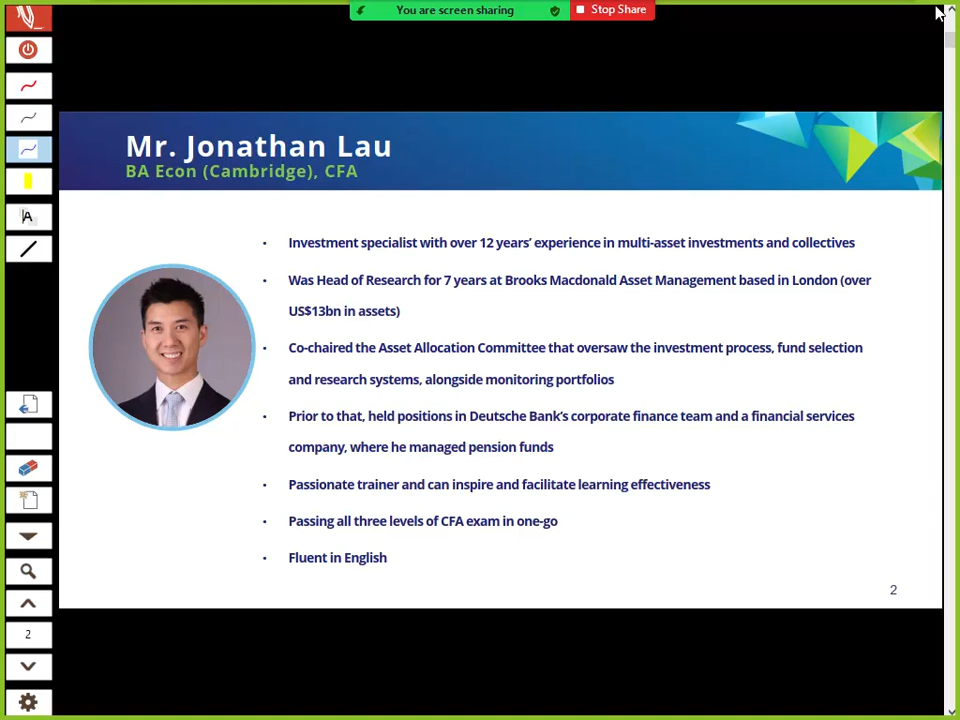 You are screen sharing
Stop Share
Mr. Jonathan Lau
BA Econ (Cambridge), CFA
• Investment specialist with over 12 years’ experience in multi-asset investments and collectives
• Was Head of Research for 7 years at Brooks Macdonald Asset Management based in London (over
US$13bn in assets)
• Co-chaired the Asset Allocation Committee that oversaw the investment process, fund selection
and research systems, alongside monitoring portfolios
• Prior to that, held positions in Deutsche Bank’s corporate finance team and a financial services
company, where he managed pension funds
• Passionate trainer and can inspire and facilitate learning effectiveness
• Passing all three levels of CFA exam in one-go
• Fluent in English
2
A
2